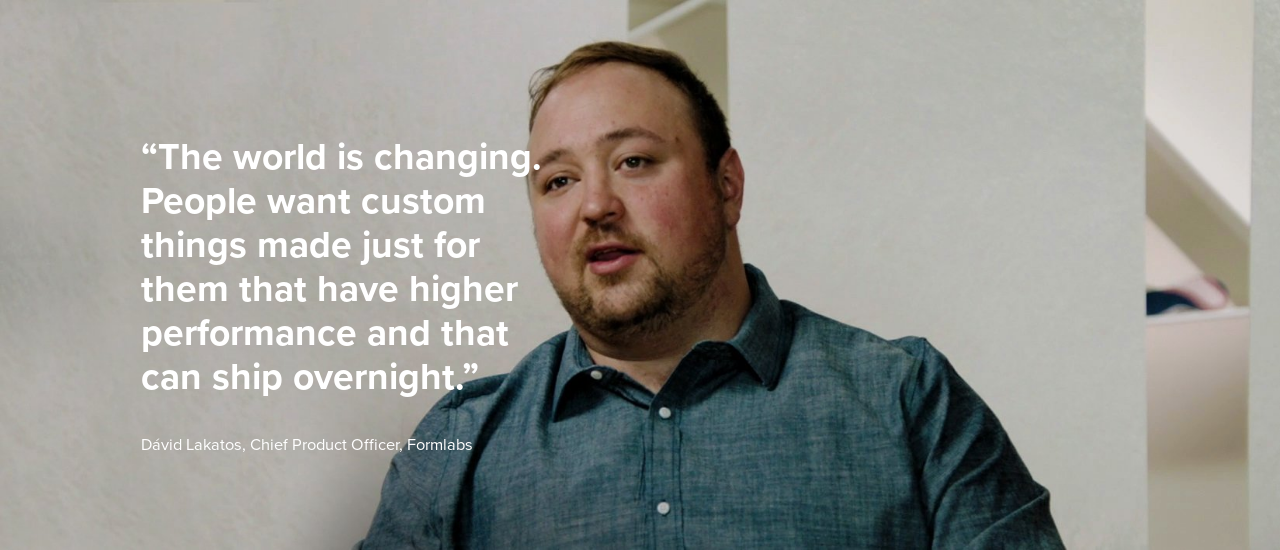 “The world is changing.
People want custom
things made just for
them that have higher
performance and that
can ship overnight.”
Dávid Lakatos, Chief Product Officer, Formlabs